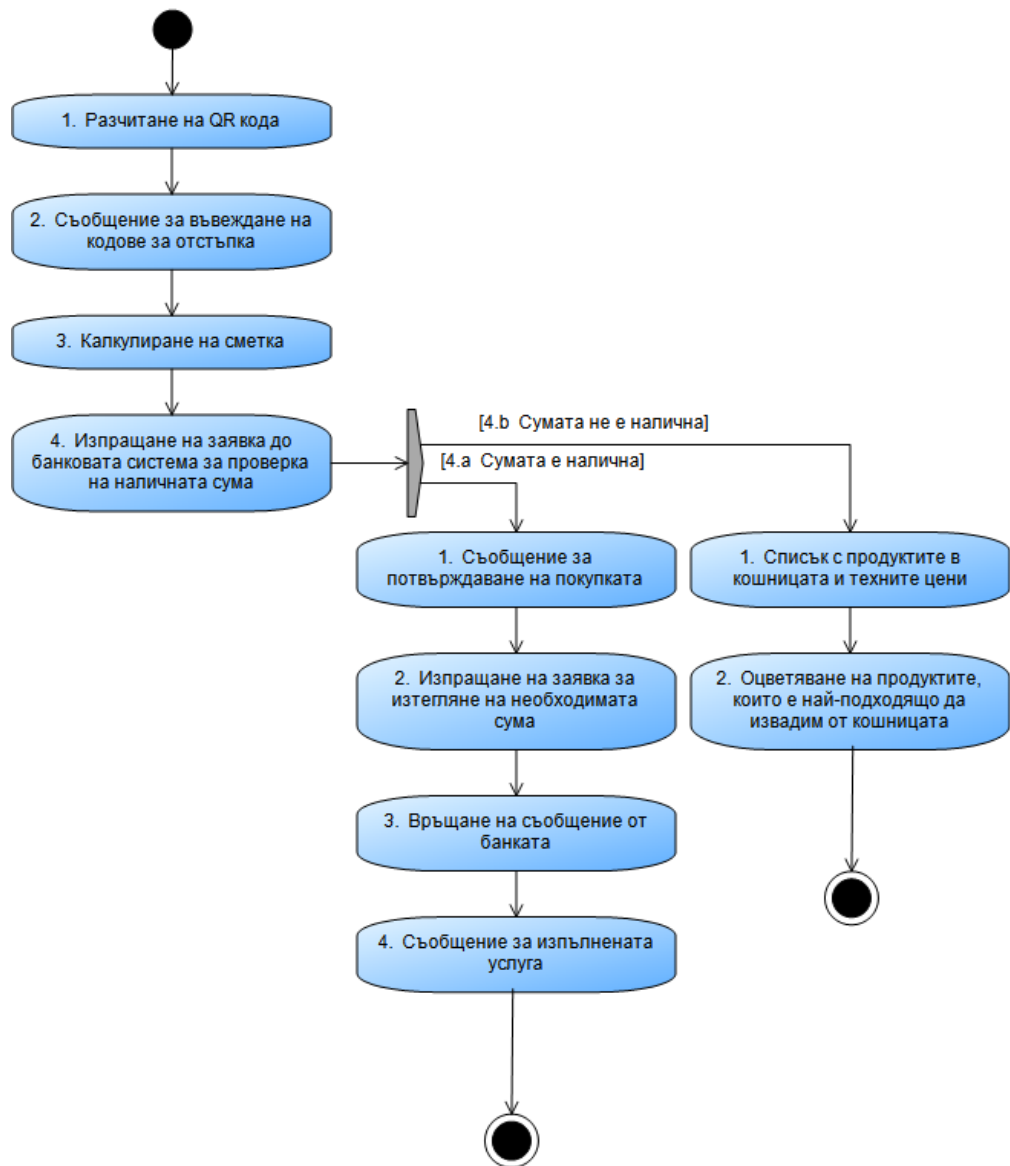 1. Разчитане на QR кода
2. Съобщение за въвеждане на
кодове за отстъпка
3. Калкулиране на сметка
4. Изпращане на заявка до
банковата система за проверка
на наличната сума
[4.b Сумата не е налична]
[4.a Сумата е налична]
1. Съобщение за
потвърждаване на покупката
2. Изпращане на заявка за
изтегляне на необходимата
сума
3. Връщане на съобщение от
банката
4. Съобщение за изпълнената
услуга
1. Списък с продуктите в
кошницата и техните цени
2. Оцветяване на продуктите,
които е най-подходящо да
извадим от кошницата